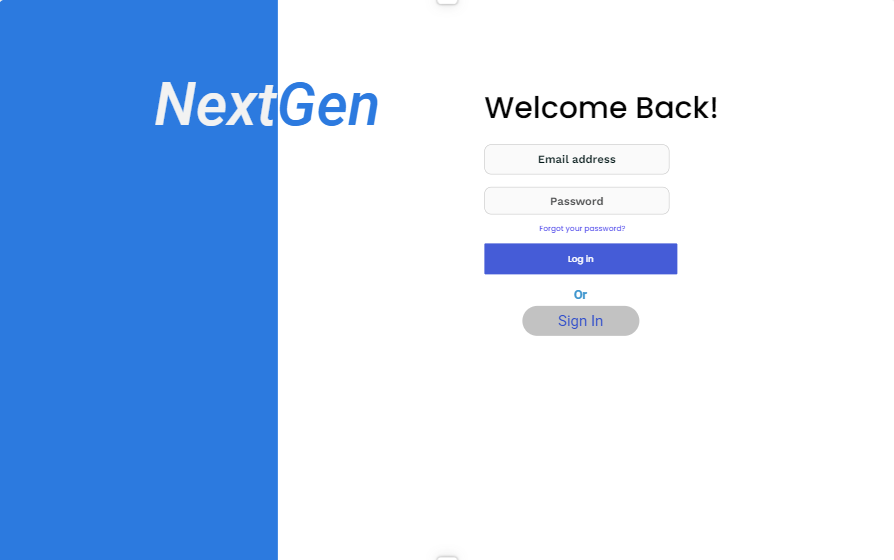 NextGen
Welcome Back!
Email address
Password
Forgot your password?
Log in
Or
Sign In